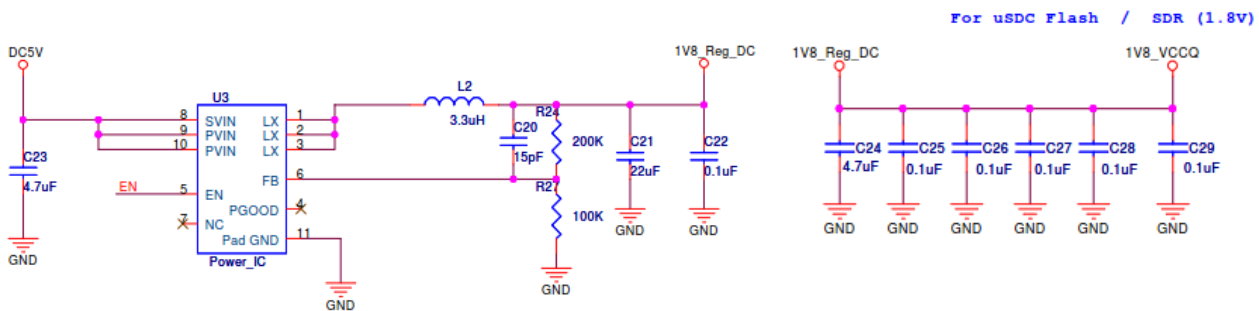 For uSDC Flash / SDR (1.8V)
DC5V
1V8_Reg_DC
1V8_Reg_DC
1V8_VCCQ
U3
L2
3.3uH
8 SVIN LX 1
9 PVIN LX 2
10 PVIN LX 3
FB 6
5 EN
EN
PGOOD 4
7 NC
Pad GND 11
Power_IC
C23
4.7uF
GND
GND
C20
15pF
R24
200K
R27
100K
GND
C21
22uF
GND
C22
0.1uF
GND
C24
4.7uF
GND
C25
0.1uF
GND
C26
0.1uF
GND
C27
0.1uF
GND
C28
0.1uF
GND
C29
0.1uF
GND